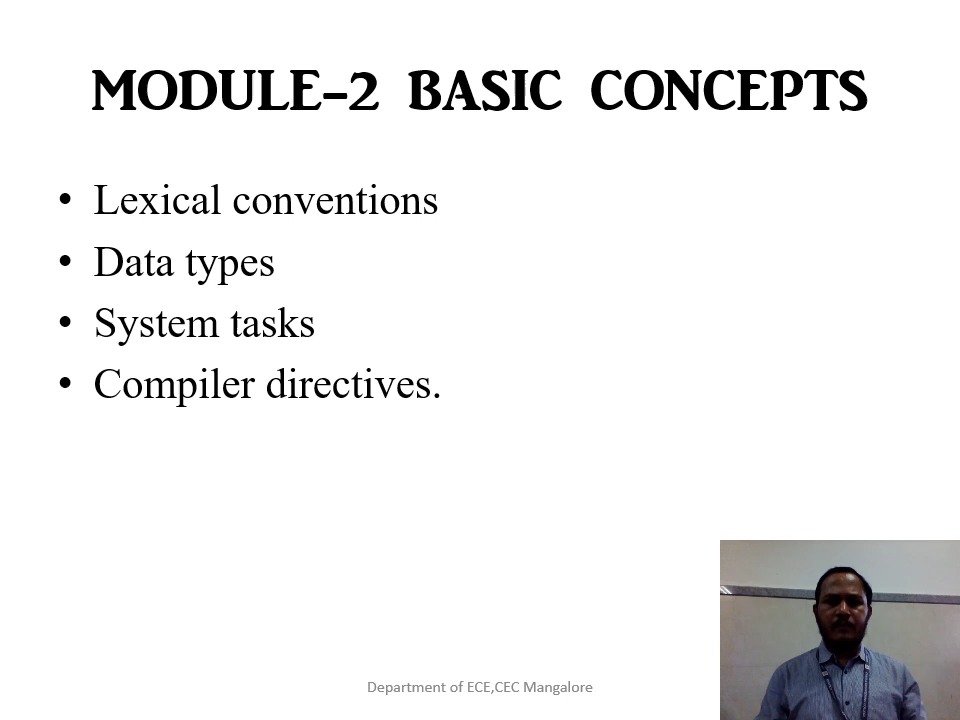 MODULE-2 BASIC CONCEPTS
• Lexical conventions
• Data types
• System tasks
• Compiler directives.
Department of ECE,CEC Mangalore